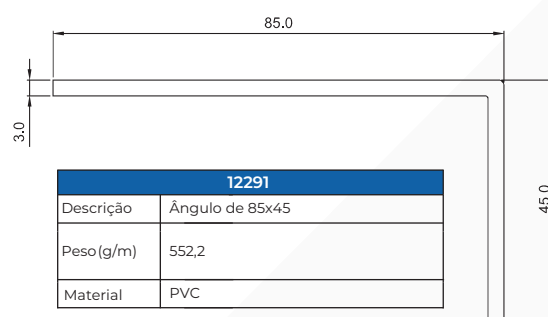 85.0
3.0
45.0
12291
Descrição Ângulo de 85x45
Peso(g/m) 552,2
Material PVC